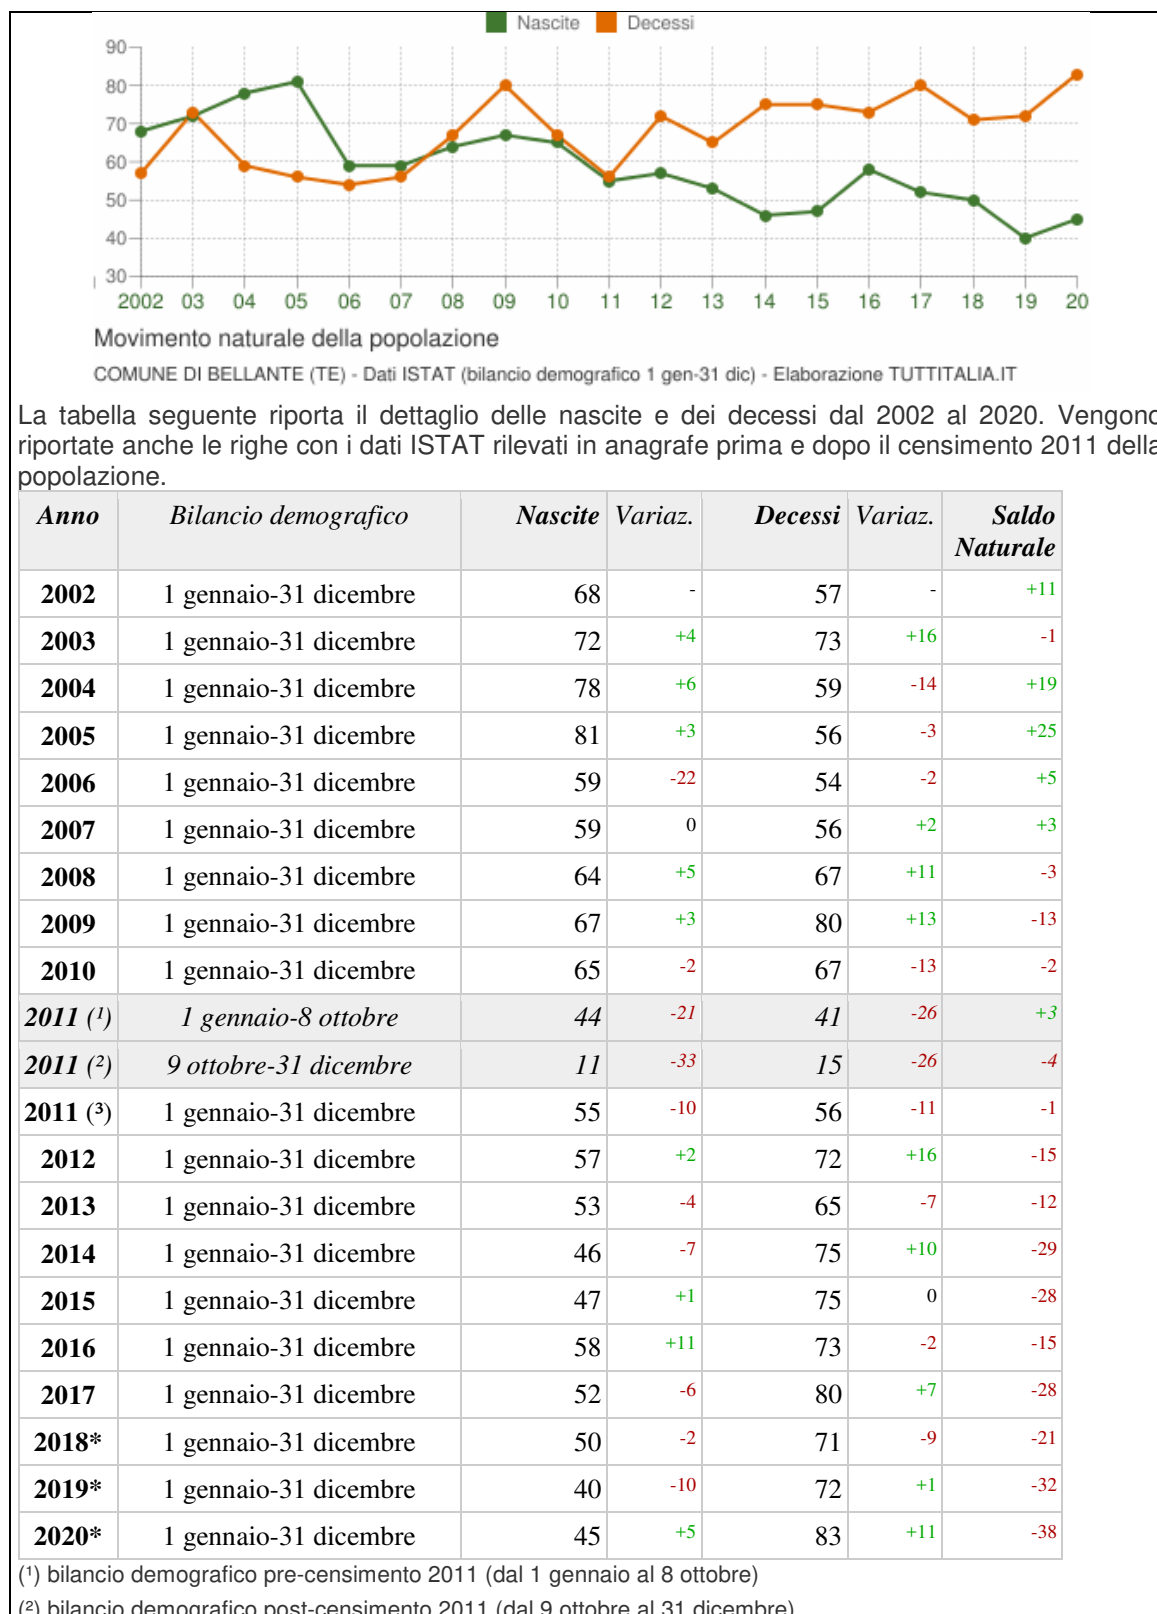 Nascite Decessi
90
80
70
60
50
40
30
2002 03 04 05 06 07 08 09 10 11 12 13 14 15 16 17 18 19 20
Movimento naturale della popolazione
COMUNE DI BELLANTE (TE) - Dati ISTAT (bilancio demografico 1 gen-31 dic) - Elaborazione TUTTITALIA.IT
La tabella seguente riporta il dettaglio delle nascite e dei decessi dal 2002 al 2020. Vengono
riportate anche le righe con i dati ISTAT rilevati in anagrafe prima e dopo il censimento 2011 della
popolazione.
Anno Bilancio demografico Nascite Variaz. Decessi Variaz. Saldo
Naturale
2002 1 gennaio-31 dicembre 68 - 57 - +11
2003 1 gennaio-31 dicembre 72 +4 73 +16 -1
2004 1 gennaio-31 dicembre 78 +6 59 -14 +19
2005 1 gennaio-31 dicembre 81 +3 56 -3 +25
2006 1 gennaio-31 dicembre 59 -22 54 -2 +5
2007 1 gennaio-31 dicembre 59 0 56 +2 +3
2008 1 gennaio-31 dicembre 64 +5 67 +11 -3
2009 1 gennaio-31 dicembre 67 +3 80 +13 -13
2010 1 gennaio-31 dicembre 65 -2 67 -13 -2
2011 (¹) 1 gennaio-8 ottobre 44 -21 41 -26 +3
2011 (²) 9 ottobre-31 dicembre 11 -33 15 -26 -4
2011 (³) 1 gennaio-31 dicembre 55 -10 56 -11 -1
2012 1 gennaio-31 dicembre 57 +2 72 +16 -15
2013 1 gennaio-31 dicembre 53 -4 65 -7 -12
2014 1 gennaio-31 dicembre 46 -7 75 +10 -29
2015 1 gennaio-31 dicembre 47 +1 75 0 -28
2016 1 gennaio-31 dicembre 58 +11 73 -2 -15
2017 1 gennaio-31 dicembre 52 -6 80 +7 -28
2018* 1 gennaio-31 dicembre 50 -2 71 -9 -21
2019* 1 gennaio-31 dicembre 40 -10 72 +1 -32
2020* 1 gennaio-31 dicembre 45 +5 83 +11 -38
(¹) bilancio demografico pre-censimento 2011 (dal 1 gennaio al 8 ottobre)
(²) bilancio demografico post-censimento 2011 (dal 9 ottobre al 31 dicembre)